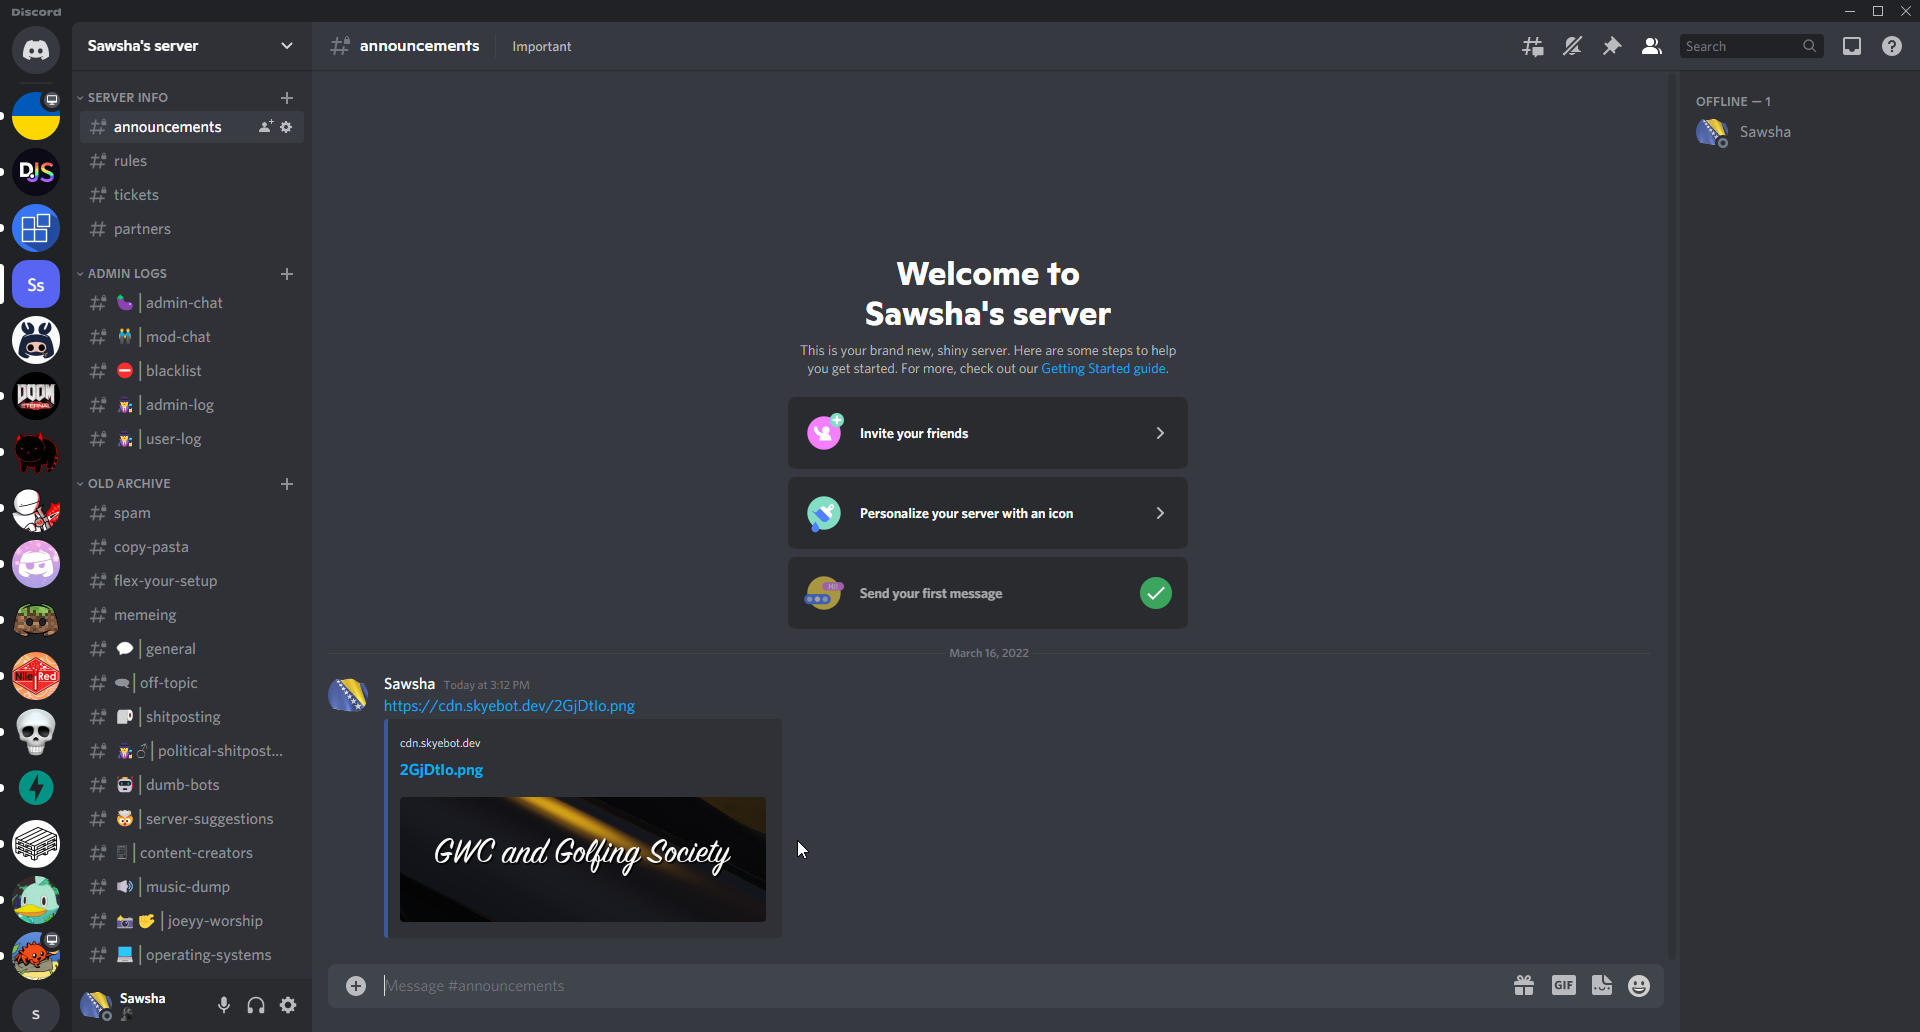 Discord
Sawsha's server
announcements
Important
Search
SERVER INFO
announcements
rules
tickets
partners
ADMIN LOGS
admin-chat
mod-chat
blacklist
admin-log
user-log
OLD ARCHIVE
spam
copy-pasta
flex-your-setup
memeing
general
off-topic
shitposting
political-shitpost...
dumb-bots
server-suggestions
content-creators
music-dump
joeyy-worship
operating-systems
Sawsha
DJS
Ss
DOOM
ETERNAL
Nile Red
s
Welcome to
Sawsha's server
This is your brand new, shiny server. Here are some steps to help
you get started. For more, check out our Getting Started guide.
Invite your friends
Personalize your server with an icon
Hi!
Send your first message
March 16, 2022
Sawsha Today at 3:12 PM
https://cdn.skyebot.dev/2GjDtIo.png
cdn.skyebot.dev
2GjDtIo.png
GWC and Golfing Society
Message #announcements
GIF
OFFLINE — 1
Sawsha